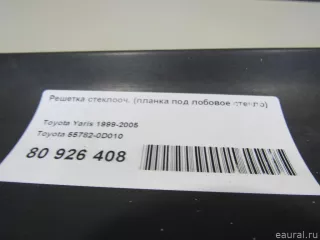 Решетка стеклооч. (планка под лобовое стекло)
Toyota Yaris 1999-2005
Toyota 55782-0D010
80 926 408
eaural.ru